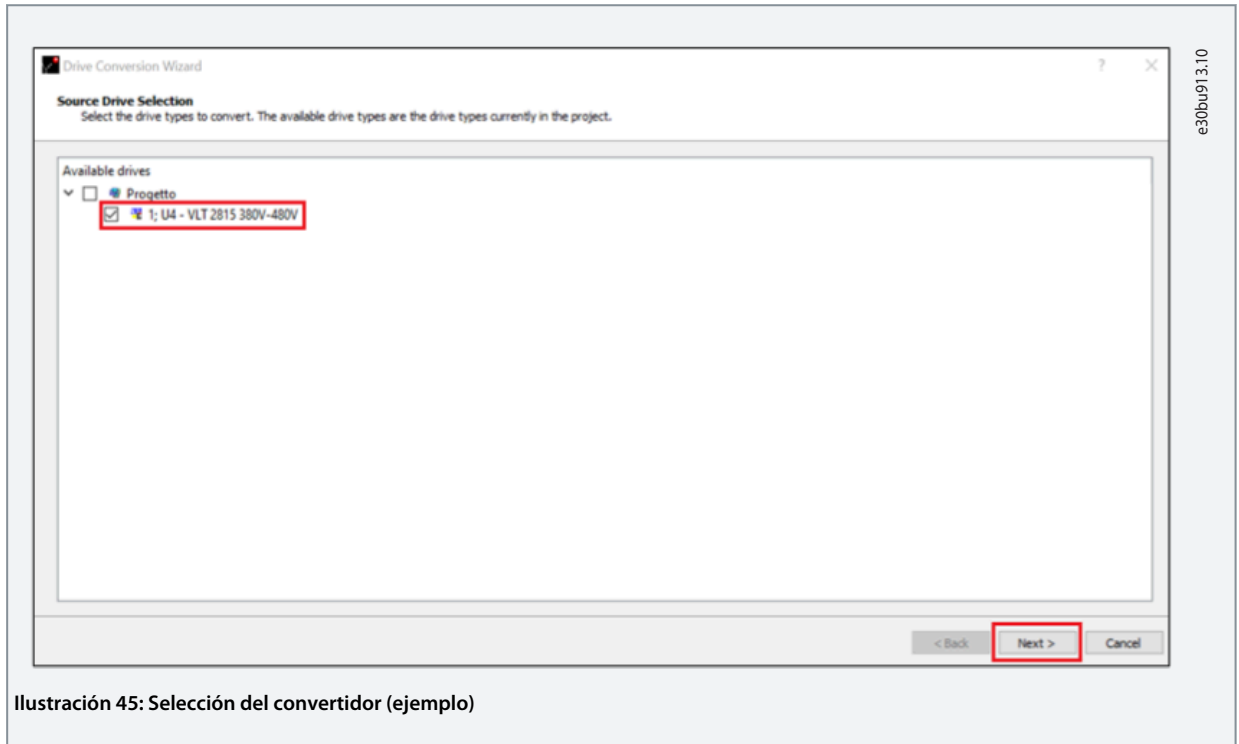 Drive Conversion Wizard
?
Source Drive Selection
Select the drive types to convert. The available drive types are the drive types currently in the project.
Available drives
Progetto
1; U4 - VLT 2815 380V-480V
< Back
Next >
Cancel
e30bu913.10
Ilustración 45: Selección del convertidor (ejemplo)